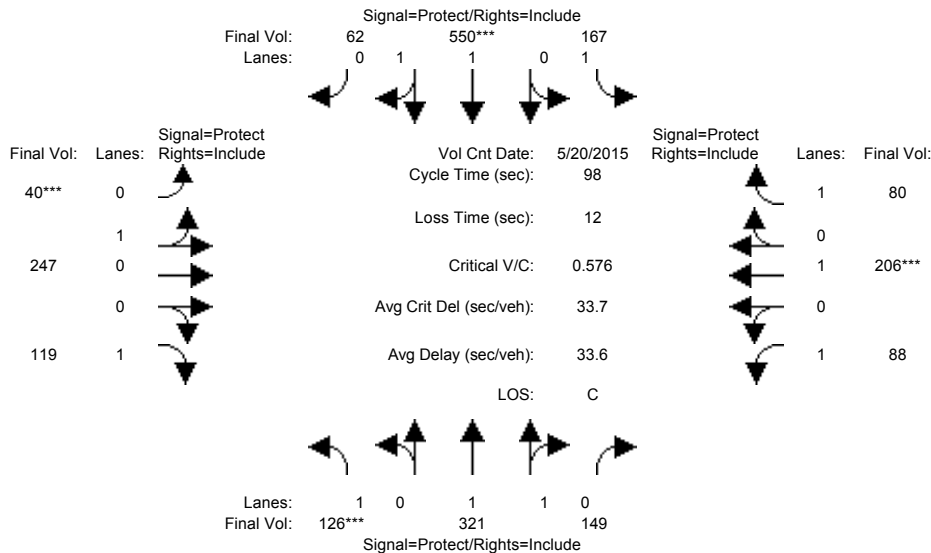 Signal=Protect/Rights=Include
Final Vol: 62 550*** 167
Lanes: 0 1 1 0 1
Signal=Protect Signal=Protect
Final Vol: Lanes: Rights=Include Vol Cnt Date: 5/20/2015 Rights=Include Lanes: Final Vol:
Cycle Time (sec): 98
40*** 0 1 80
Loss Time (sec): 12
1 0
247 0 Critical V/C: 0.576 1 206***
0 Avg Crit Del (sec/veh): 33.7 0
119 1 Avg Delay (sec/veh): 33.6 1 88
LOS: C
Lanes: 1 0 1 1 0
Final Vol: 126*** 321 149
Signal=Protect/Rights=Include